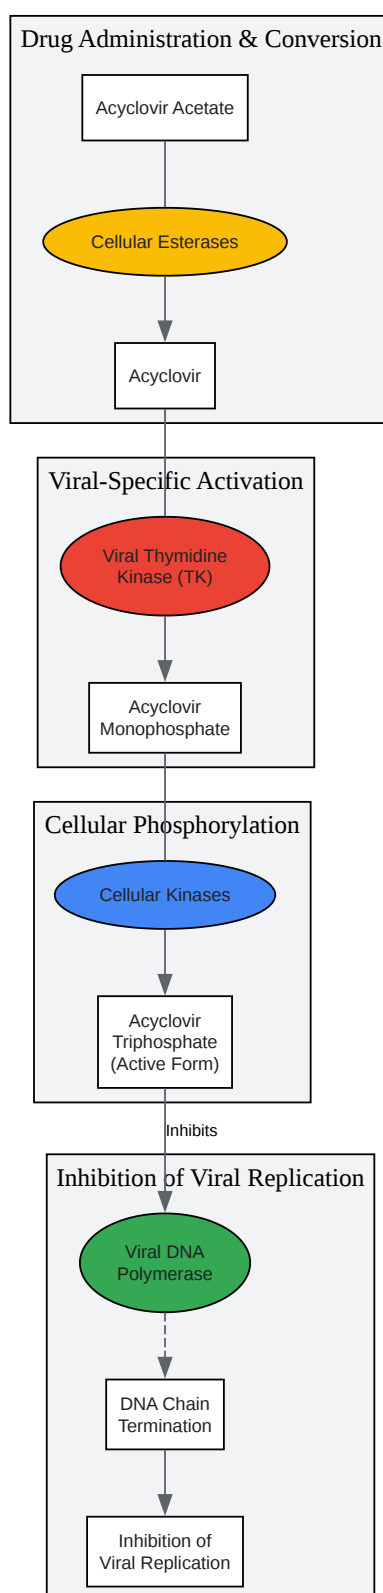 Drug Administration & Conversion
Acyclovir Acetate
Cellular Esterases
Acyclovir
Viral-Specific Activation
Viral Thymidine
Kinase (TK)
Acyclovir
Monophosphate
Cellular Phosphorylation
Cellular Kinases
Acyclovir
Triphosphate
(Active Form)
Inhibits
Inhibition of Viral Replication
Viral DNA
Polymerase
DNA Chain
Termination
Inhibition of
Viral Replication